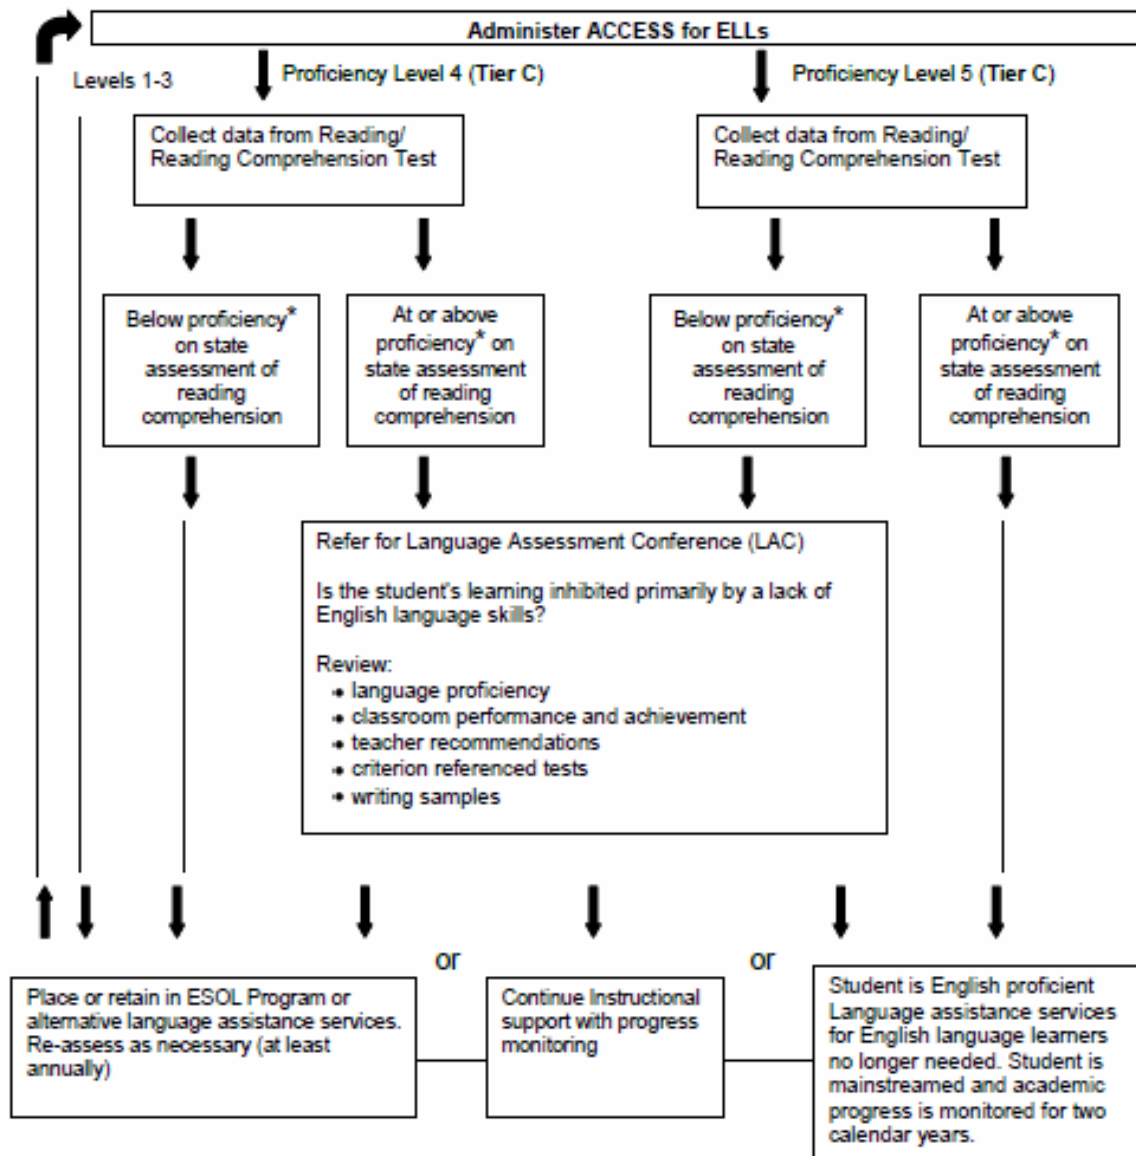 Administer ACCESS for ELLs
Levels 1-3
Proficiency Level 4 (Tier C)
Proficiency Level 5 (Tier C)
Collect data from Reading/
Reading Comprehension Test
Collect data from Reading/
Reading Comprehension Test
Below proficiency*
on state
assessment of
reading
comprehension
At or above
proficiency* on
state assessment
of reading
comprehension
Below proficiency*
on state
assessment of
reading
comprehension
At or above
proficiency* on
state assessment
of reading
comprehension
Refer for Language Assessment Conference (LAC)
Is the student's learning inhibited primarily by a lack of
English language skills?
Review:
• language proficiency
• classroom performance and achievement
• teacher recommendations
• criterion referenced tests
• writing samples
Place or retain in ESOL Program or
alternative language assistance services.
Re-assess as necessary (at least
annually)
or
Continue Instructional
support with progress
monitoring
or
Student is English proficient
Language assistance services
for English language learners
no longer needed. Student is
mainstreamed and academic
progress is monitored for two
calendar years.